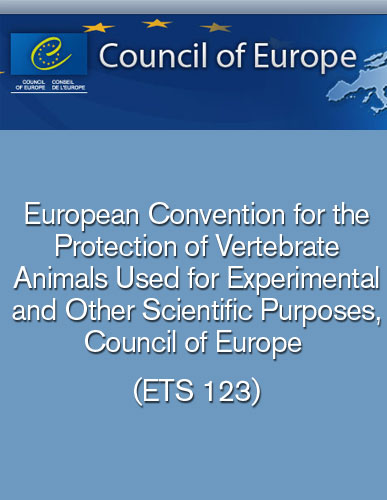 Council of Europe
COUNCIL CONSEIL
OF EUROPE DE L'EUROPE
European Convention for the
Protection of Vertebrate
Animals Used for Experimental
and Other Scientific Purposes,
Council of Europe
(ETS 123)